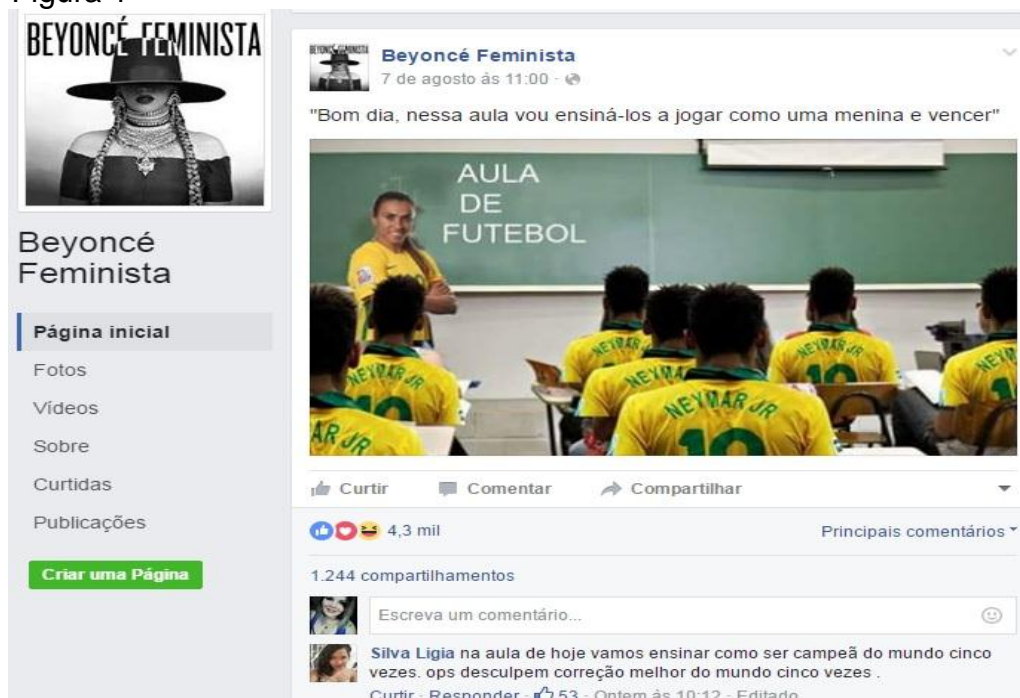 BEYONCÉ FEMINISTA
Beyoncé
Feminista
Página inicial
Fotos
Vídeos
Sobre
Curtidas
Publicações
Criar uma Página
Beyoncé Feminista
7 de agosto às 11:00
"Bom dia, nessa aula vou ensiná-los a jogar como uma menina e vencer"
AULA
DE
FUTEBOL
NEYMAR JR
10
NEYMAR JR
NEYMAR JR
10
NEYMAR JR
10
AR JR
Curtir Comentar Compartilhar
4,3 mil Principais comentários
1.244 compartilhamentos
Escreva um comentário...
Silva Ligia na aula de hoje vamos ensinar como ser campeã do mundo cinco
vezes. ops desculpem correção melhor do mundo cinco vezes .
Curtir · Responder · 53 · Ontem às 10:12 · Editado